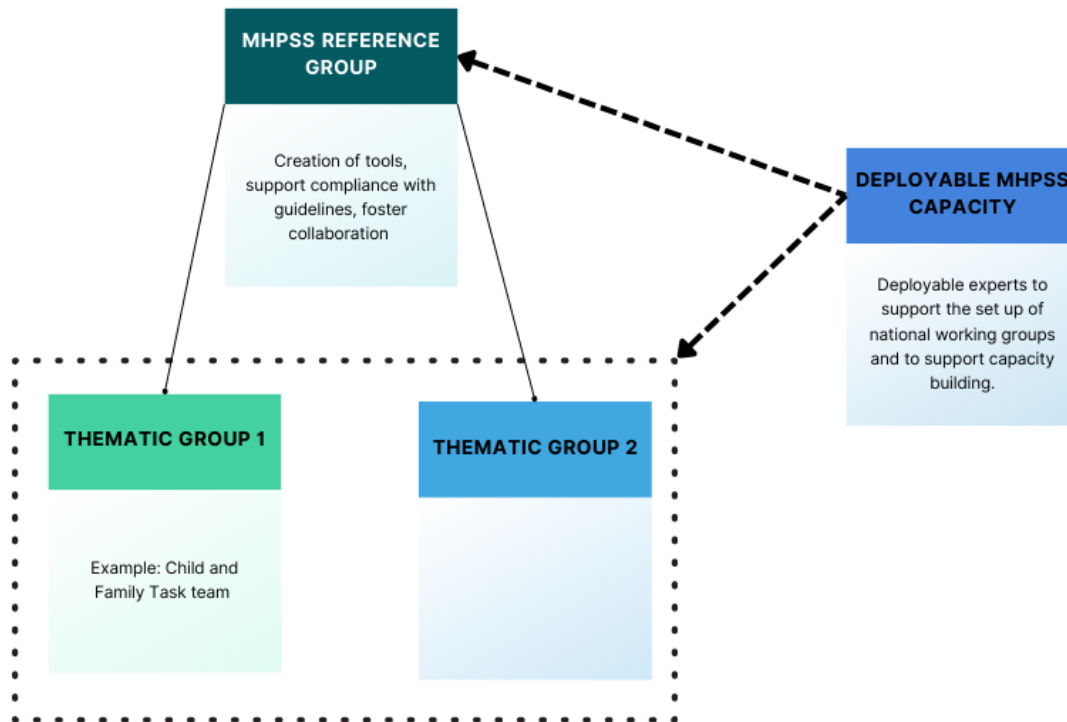 MHPSS REFERENCE
GROUP
Creation of tools,
support compliance with
guidelines, foster
collaboration
DEPLOYABLE MHPSS
CAPACITY
Deployable experts to
support the set up of
national working groups
and to support capacity
building.
THEMATIC GROUP 1
Example: Child and
Family Task team
THEMATIC GROUP 2